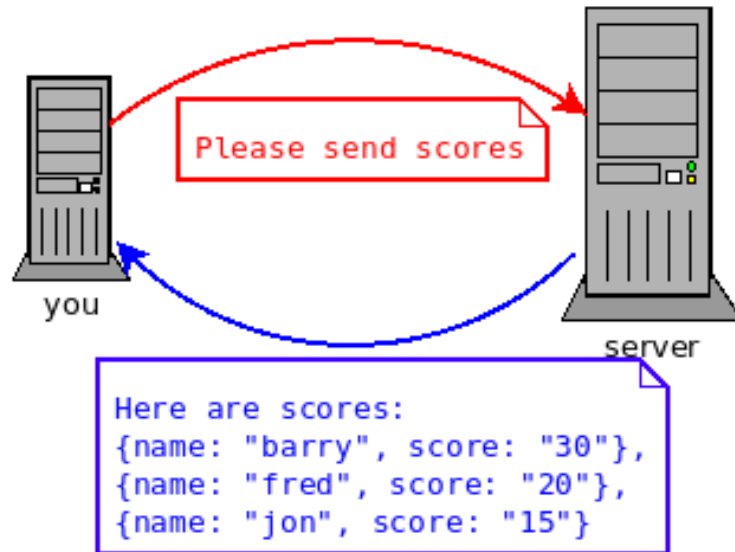 Please send scores
you
server
Here are scores:
{name: "barry", score: "30"},
{name: "fred", score: "20"},
{name: "jon", score: "15"}